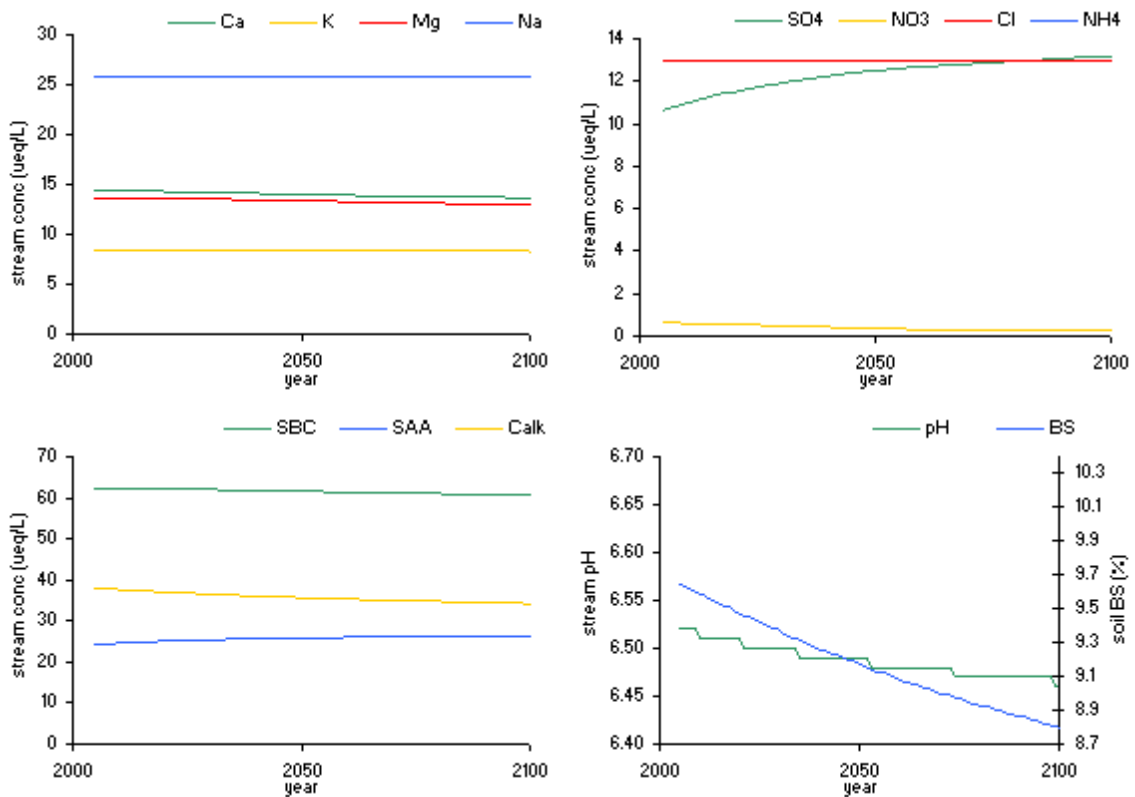 Ca K Mg Na
30
25
20
15
10
5
0
stream conc (ueq/L)
2000 2050 2100
year
SO4 NO3 Cl NH4
14
12
10
8
6
4
2
0
stream conc (ueq/L)
2000 2050 2100
year
SBC SAA Calk
70
60
50
40
30
20
10
0
stream conc (ueq/L)
2000 2050 2100
year
pH BS
6.70
6.65
6.60
6.55
6.50
6.45
6.40
stream pH
10.3
10.1
9.9
9.7
9.5
9.3
9.1
8.9
8.7
soil BS (%)
2000 2050 2100
year